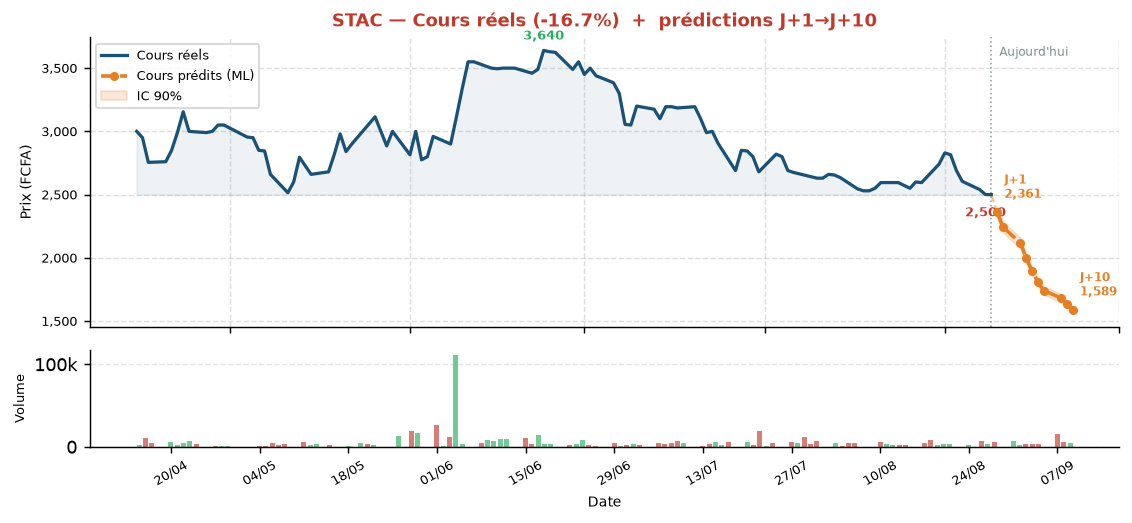 STAC — Cours réels (-16.7%)  +  prédictions J+1→J+10
3,640
Cours réels
Cours prédits (ML)
IC 90%
Aujourd'hui
3,500
3,000
2,500
2,000
1,500
Prix (FCFA)
J+1
2,361
2,500
J+10
1,589
100k
0
Volume
20/04
04/05
18/05
01/06
15/06
29/06
13/07
27/07
10/08
24/08
07/09
Date